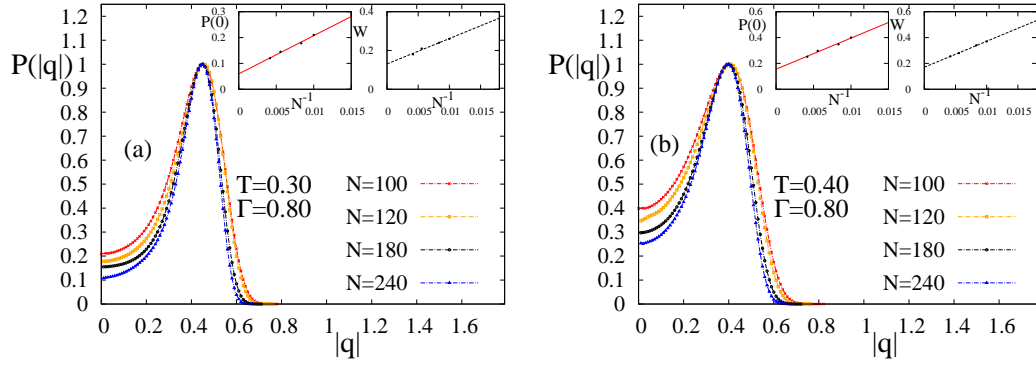 P(|q|)
1.2
1.1
1
0.9
0.8
0.7
0.6
0.5
0.4
0.3
0.2
0.1
0
0 0.2 0.4 0.6 0.8 1 1.2 1.4 1.6
|q|
(a)
T=0.30
Γ=0.80
N=100
N=120
N=180
N=240
P(0)
0.3
0.2
0.1
0
0 0.005 0.01 0.015
N-1
W
0.4
0.2
0
0 0.005 0.01 0.015
N-1
P(|q|)
1.2
1.1
1
0.9
0.8
0.7
0.6
0.5
0.4
0.3
0.2
0.1
0
0 0.2 0.4 0.6 0.8 1 1.2 1.4 1.6
|q|
(b)
T=0.40
Γ=0.80
N=100
N=120
N=180
N=240
P(0)
0.6
0.4
0.2
0
0 0.005 0.01 0.015
N-1
W
0.6
0.4
0.2
0
0 0.005 0.01 0.015
N-1